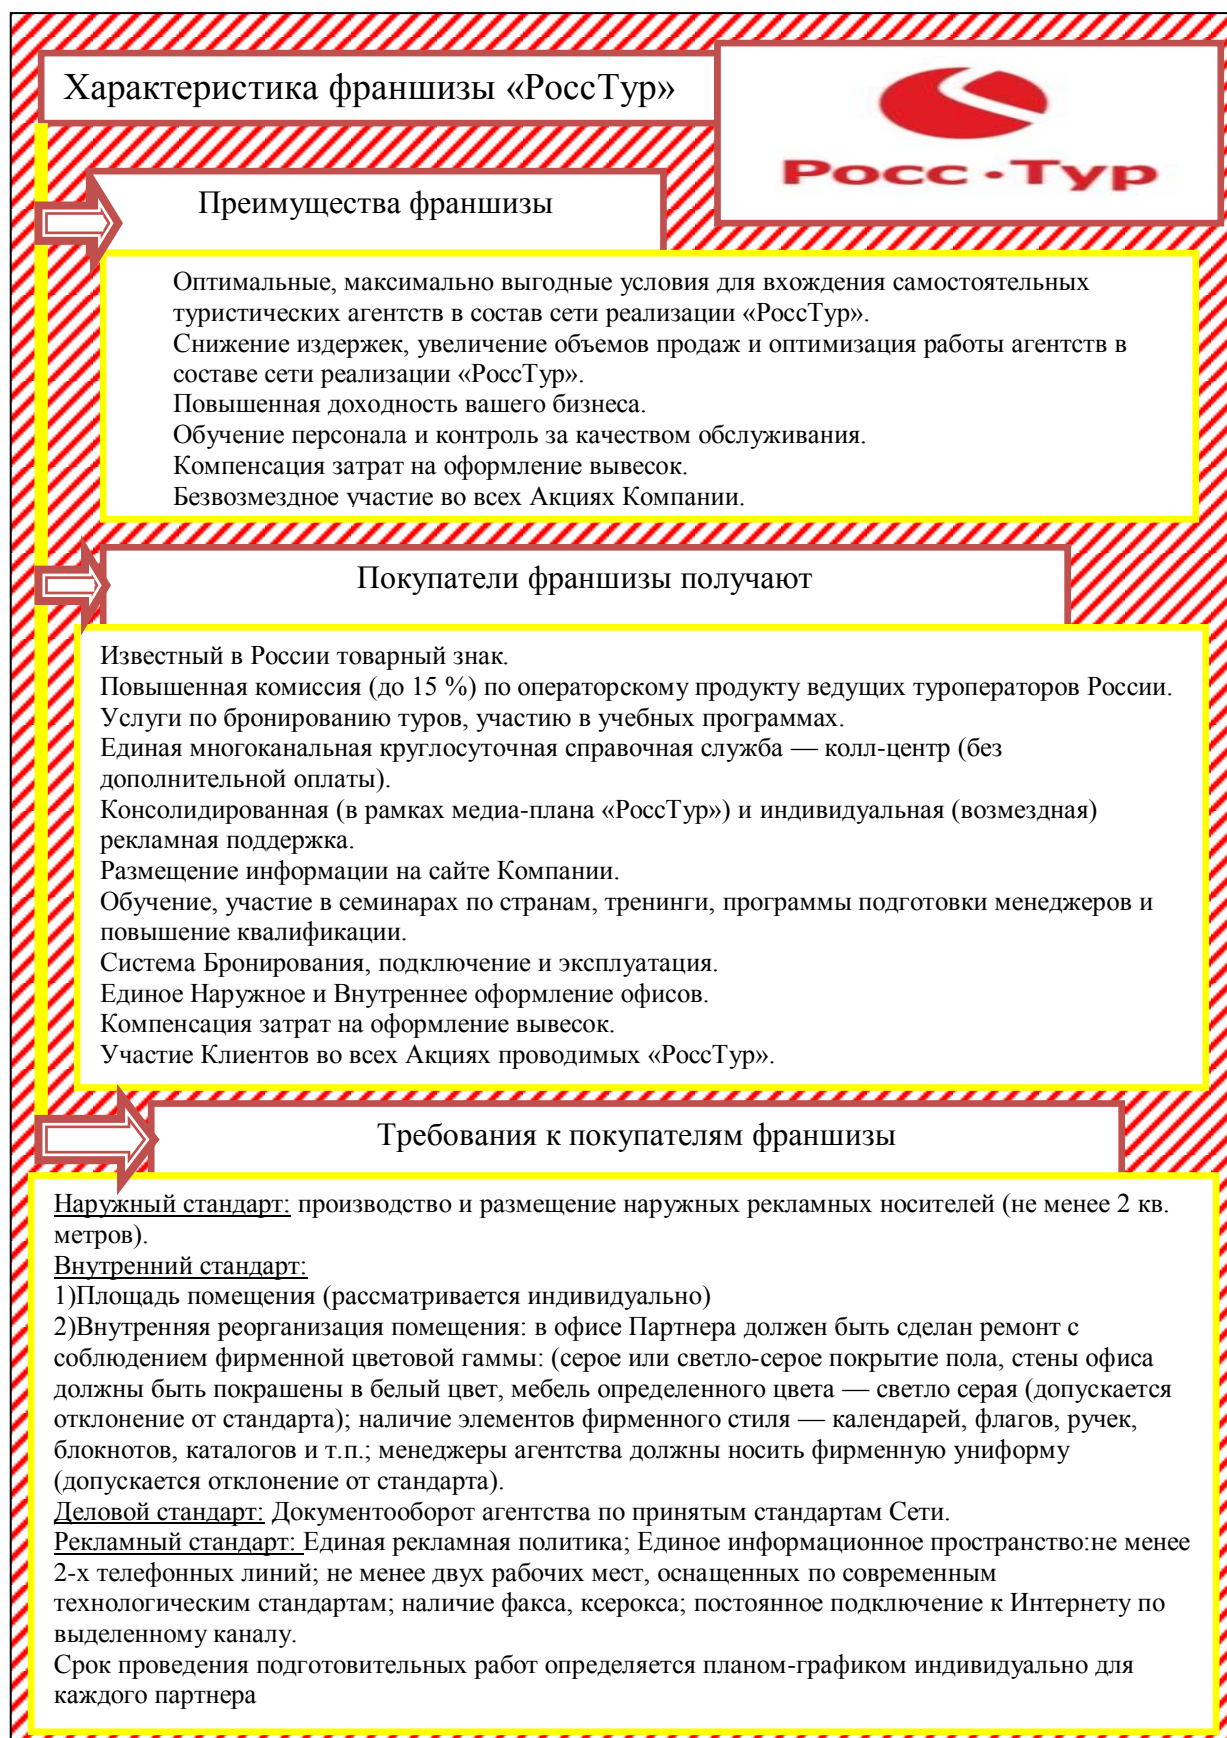 Характеристика франшизы «РоссТур»
Росс·Тур
Преимущества франшизы
Оптимальные, максимально выгодные условия для вхождения самостоятельных
туристических агентств в состав сети реализации «РоссТур».
Снижение издержек, увеличение объемов продаж и оптимизация работы агентств в
составе сети реализации «РоссТур».
Повышенная доходность вашего бизнеса.
Обучение персонала и контроль за качеством обслуживания.
Компенсация затрат на оформление вывесок.
Безвозмездное участие во всех Акциях Компании.
Покупатели франшизы получают
Известный в России товарный знак.
Повышенная комиссия (до 15 %) по операторскому продукту ведущих туроператоров России.
Услуги по бронированию туров, участию в учебных программах.
Единая многоканальная круглосуточная справочная служба — колл-центр (без
дополнительной оплаты).
Консолидированная (в рамках медиа-плана «РоссТур») и индивидуальная (возмездная)
рекламная поддержка.
Размещение информации на сайте Компании.
Обучение, участие в семинарах по странам, тренинги, программы подготовки менеджеров и
повышение квалификации.
Система Бронирования, подключение и эксплуатация.
Единое Наружное и Внутреннее оформление офисов.
Компенсация затрат на оформление вывесок.
Участие Клиентов во всех Акциях проводимых «РоссТур».
Требования к покупателям франшизы
Наружный стандарт: производство и размещение наружных рекламных носителей (не менее 2 кв.
метров).
Внутренний стандарт:
1)Площадь помещения (рассматривается индивидуально)
2)Внутренняя реорганизация помещения: в офисе Партнера должен быть сделан ремонт с
соблюдением фирменной цветовой гаммы: (серое или светло-серое покрытие пола, стены офиса
должны быть покрашены в белый цвет, мебель определенного цвета — светло серая (допускается
отклонение от стандарта); наличие элементов фирменного стиля — календарей, флагов, ручек,
блокнотов, каталогов и т.п.; менеджеры агентства должны носить фирменную униформу
(допускается отклонение от стандарта).
Деловой стандарт: Документооборот агентства по принятым стандартам Сети.
Рекламный стандарт: Единая рекламная политика; Единое информационное пространство:не менее
2-х телефонных линий; не менее двух рабочих мест, оснащенных по современным
технологическим стандартам; наличие факса, ксерокса; постоянное подключение к Интернету по
выделенному каналу.
Срок проведения подготовительных работ определяется планом-графиком индивидуально для
каждого партнера